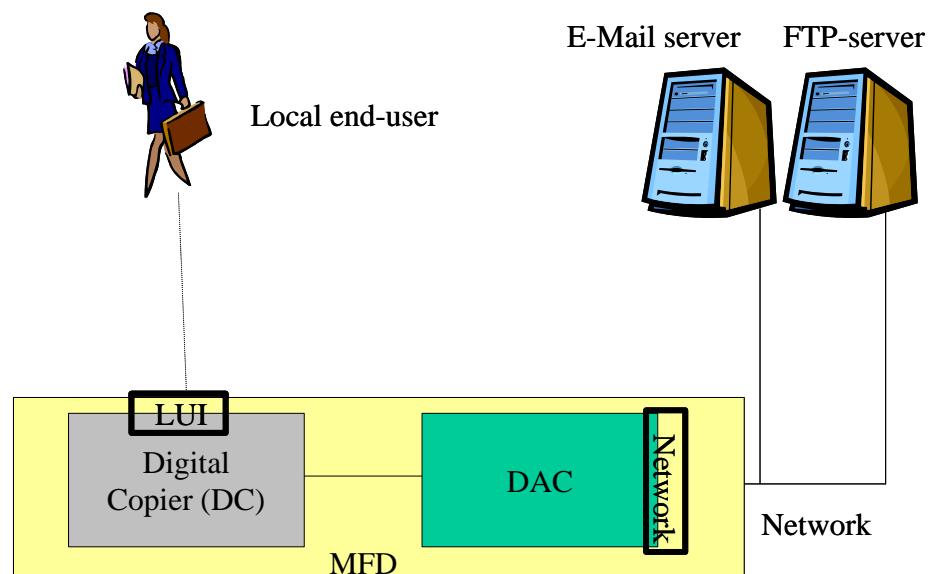 E-Mail server
FTP-server
Local end-user
LUI
Digital
Copier (DC)
DAC
Network
Network
MFD